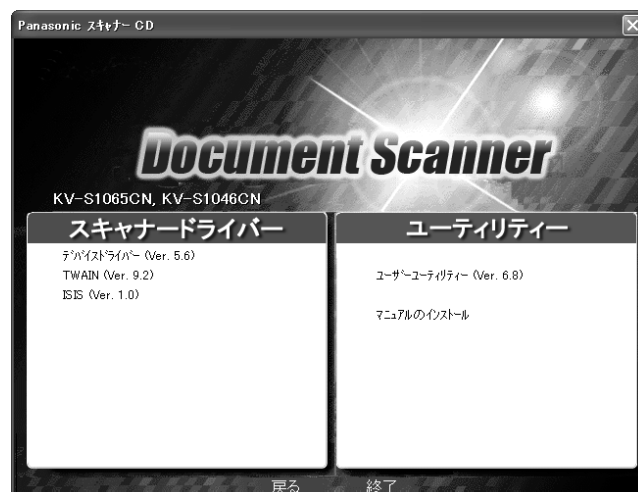 Panasonic スキャナー CD
Document Scanner
KV-S1065CN, KV-S1046CN
スキャナードライバー
デバイスドライバー (Ver. 5.6)
TWAIN (Ver. 9.2)
ISIS (Ver. 1.0)
ユーティリティー
ユーザーユーティリティー (Ver. 6.8)
マニュアルのインストール
戻る
終了